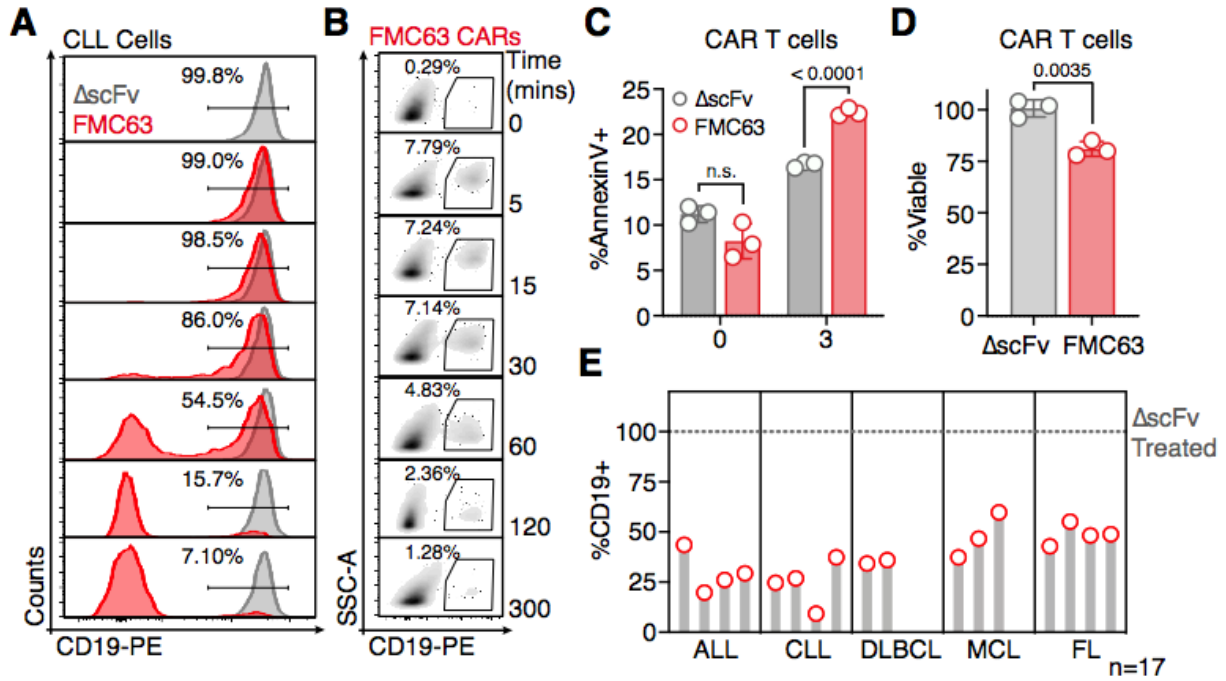 A
CLL Cells
99.8%
ΔscFv
FMC63
99.0%
98.5%
86.0%
54.5%
15.7%
7.10%
Counts
CD19-PE
B
FMC63 CARs
Time
(mins)
0.29%
0
7.79%
5
7.24%
15
7.14%
30
4.83%
60
2.36%
120
1.28%
300
SSC-A
CD19-PE
C
CAR T cells
< 0.0001
ΔscFv
FMC63
n.s.
%AnnexinV+
25
20
15
10
5
0
0 3
D
CAR T cells
0.0035
%Viable
100
75
50
25
0
ΔscFv FMC63
E
ΔscFv
Treated
%CD19+
100
75
50
25
0
ALL CLL DLBCL MCL FL
n=17